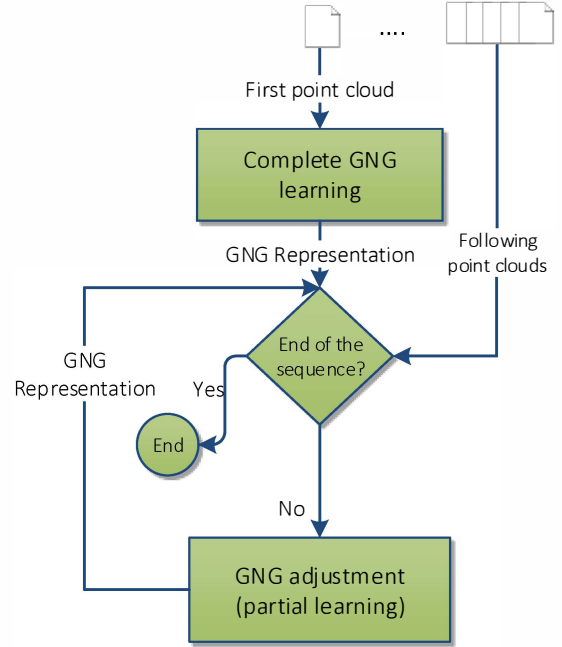 ....
First point cloud
Complete GNG
learning
GNG Representation
Following
point clouds
End of the
sequence?
GNG
Representation
Yes
End
No
GNG adjustment
(partial learning)